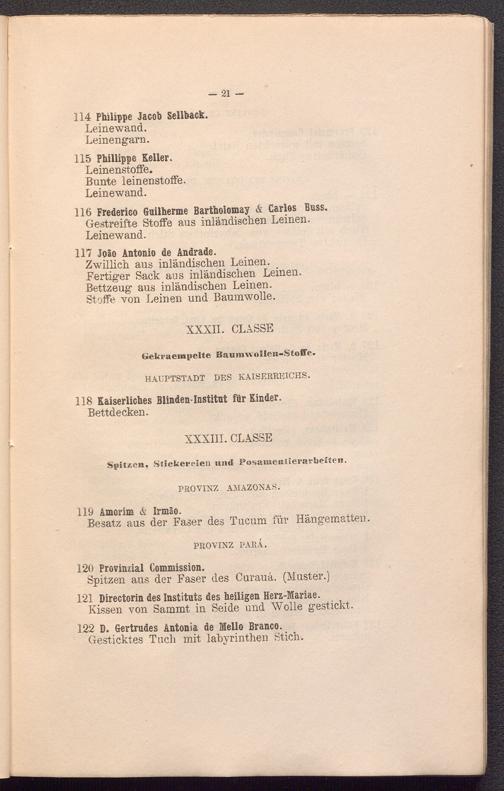 — 21 —
114 Philippe Jacob Sellback.
Leinewand.
Leinengarn.
115 Phillippe Keller.
Leinenstoffe.
Bunte leinenstoffe.
Leinewand.
116 Frederico Guilherme Bartholomay & Carlos Buss.
Gestreifte Stoffe aus inländischen Leinen.
Leinewand.
117 João Antonio de Andrade.
Zwillich aus inländischen Leinen.
Fertiger Sack aus inländischen Leinen.
Bettzeug aus inländischen Leinen.
Stoffe von Leinen und Baumwolle.
XXXII. CLASSE
Gekraempelte Baumwollen-Stoffe.
HAUPTSTADT DES KAISERREICHS.
118 Kaiserliches Blinden-Institut für Kinder.
Bettdecken.
XXXIII. CLASSE
Spitzen, Stickereien und Posamentierarbeiten.
PROVINZ AMAZONAS.
119 Amorim & Irmão.
Besatz aus der Faser des Tucum für Hängematten.
PROVINZ PARÁ.
120 Provinzial Commission.
Spitzen aus der Faser des Curauá. (Muster.)
121 Directorin des Instituts des heiligen Herz-Mariae.
Kissen von Sammt in Seide und Wolle gestickt.
122 D. Gertrudes Antonia de Mello Branco.
Gesticktes Tuch mit labyrinthen Stich.